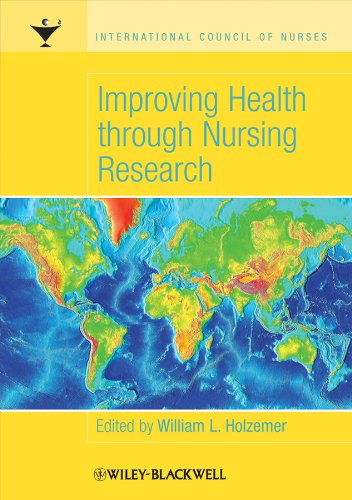 INTERNATIONAL COUNCIL OF NURSES
Improving Health
through Nursing
Research
Edited by William L. Holzemer
WILEY-BLACKWELL